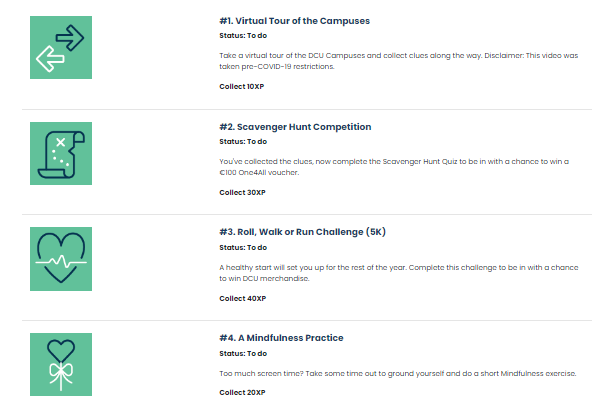 #1. Virtual Tour of the Campuses
Status: To do
Take a virtual tour of the DCU Campuses and collect clues along the way. Disclaimer: This video was
taken pre-COVID-19 restrictions.
Collect 10XP
#2. Scavenger Hunt Competition
Status: To do
You've collected the clues, now complete the Scavenger Hunt Quiz to be in with a chance to win a
€100 One4All voucher.
Collect 30XP
#3. Roll, Walk or Run Challenge (5K)
Status: To do
A healthy start will set you up for the rest of the year. Complete this challenge to be in with a chance
to win DCU merchandise.
Collect 40XP
#4. A Mindfulness Practice
Status: To do
Too much screen time? Take some time out to ground yourself and do a short Mindfulness exercise.
Collect 20XP